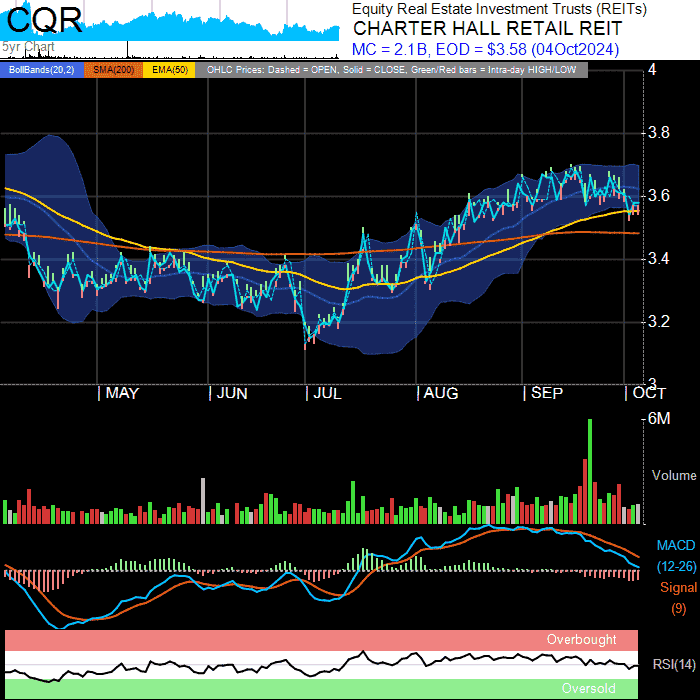 CQR
5yr Chart
Equity Real Estate Investment Trusts (REITs)
CHARTER HALL RETAIL REIT
MC = 2.1B, EOD = $3.58 (04Oct2024)
BollBands(20,2) SMA(200) EMA(50) OHLC Prices: Dashed = OPEN, Solid = CLOSE, Green/Red bars = Intra-day HIGH/LOW
4
3.8
3.6
3.4
3.2
3
MAY JUN JUL AUG SEP OCT
6M
Volume
MACD
(12-26)
Signal
(9)
Overbought
RSI(14)
Oversold